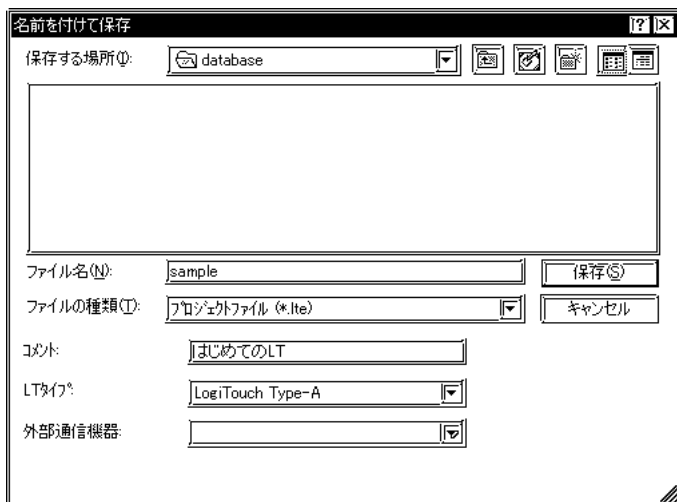 名前を付けて保存
保存する場所(I): database
ファイル名(N): sample 保存(S)
ファイルの種類(T): プロジェクトファイル (*.lte) キャンセル
コメント: はじめてのLT
LTタイプ: LogiTouch Type-A
外部通信機器: